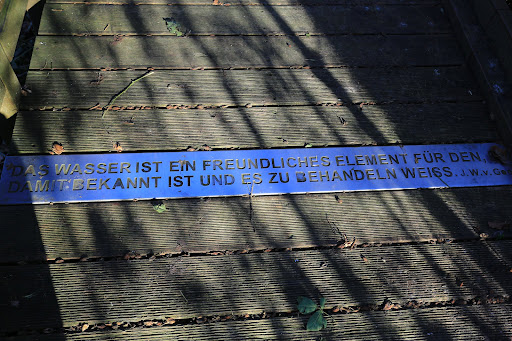 DAS WASSER IST EIN FREUNDLICHES ELEMENT FÜR DEN,
DAMIT BEKANNT IST UND ES ZU BEHANDELN WEISS. J.W.v.